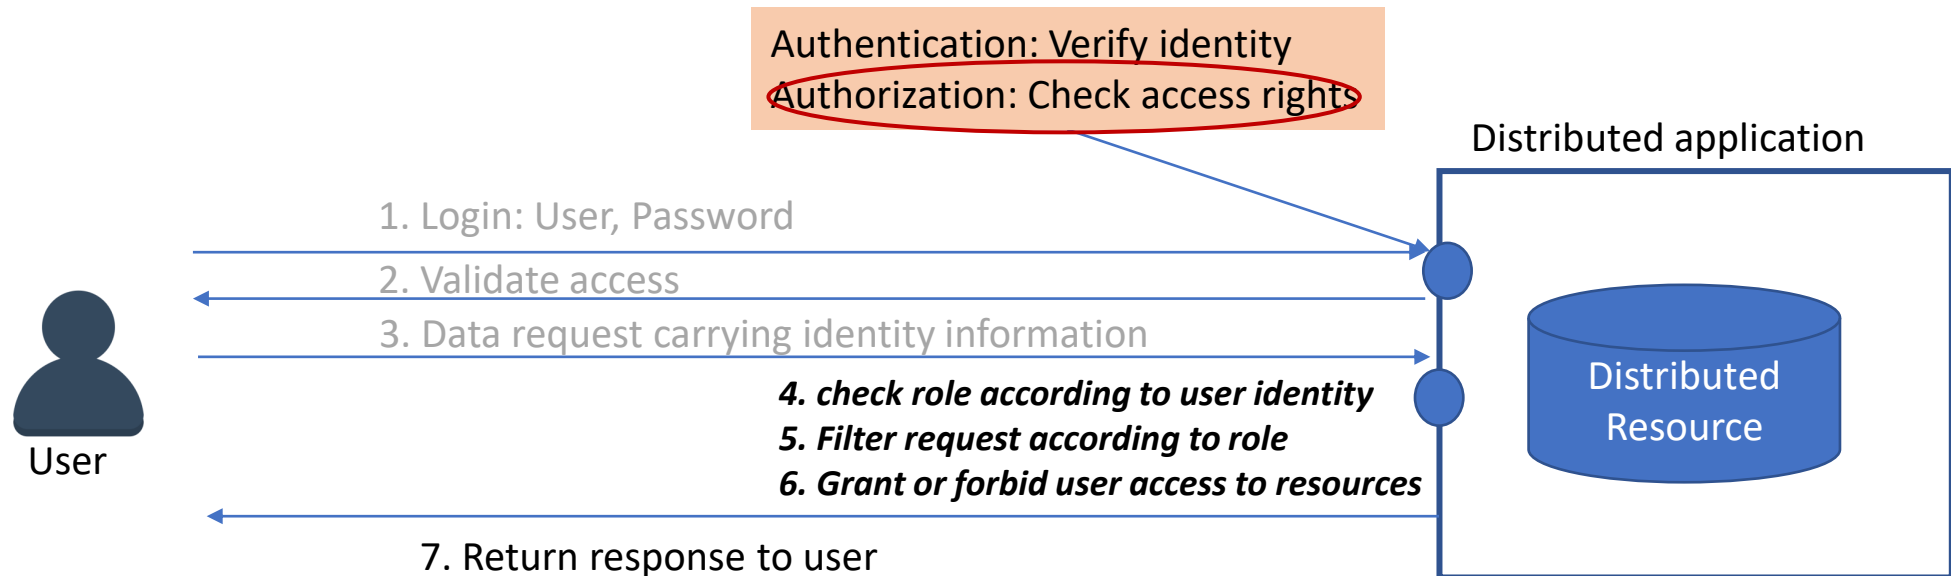 Authentication: Verify identity
Authorization: Check access rights
Distributed application
1. Login: User, Password
2. Validate access
3. Data request carrying identity information
4. check role according to user identity
5. Filter request according to role
6. Grant or forbid user access to resources
Distributed
Resource
User
7. Return response to user